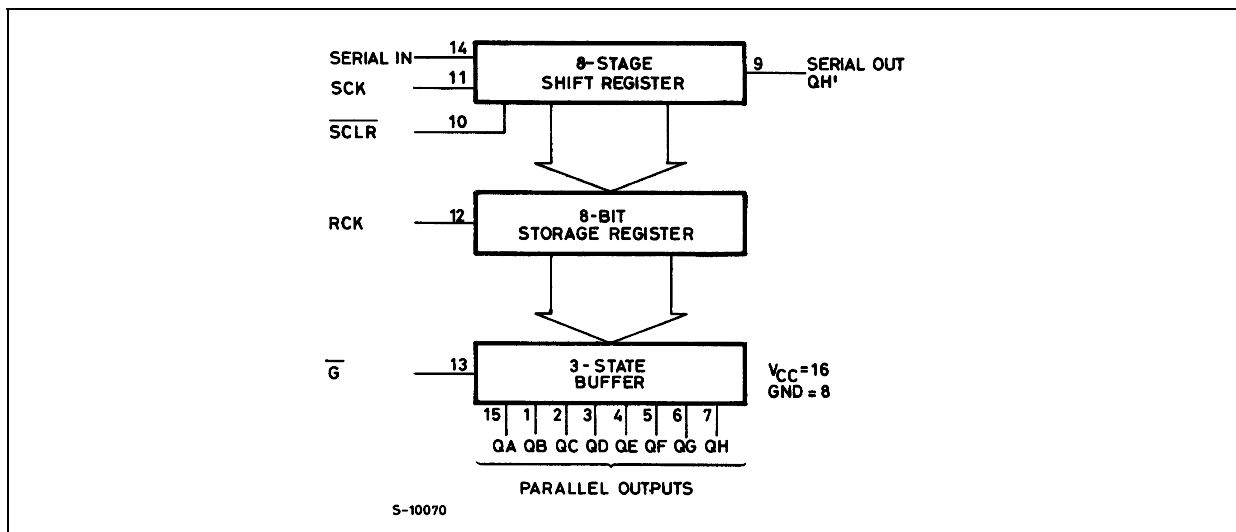 SERIAL IN
14
SCK
11
SCLR
10
8-STAGE
SHIFT REGISTER
9
SERIAL OUT
QH'
RCK
12
8-BIT
STORAGE REGISTER
G
13
3-STATE
BUFFER
VCC=16
GND=8
15 1 2 3 4 5 6 7
QA QB QC QD QE QF QG QH
PARALLEL OUTPUTS
S-10070